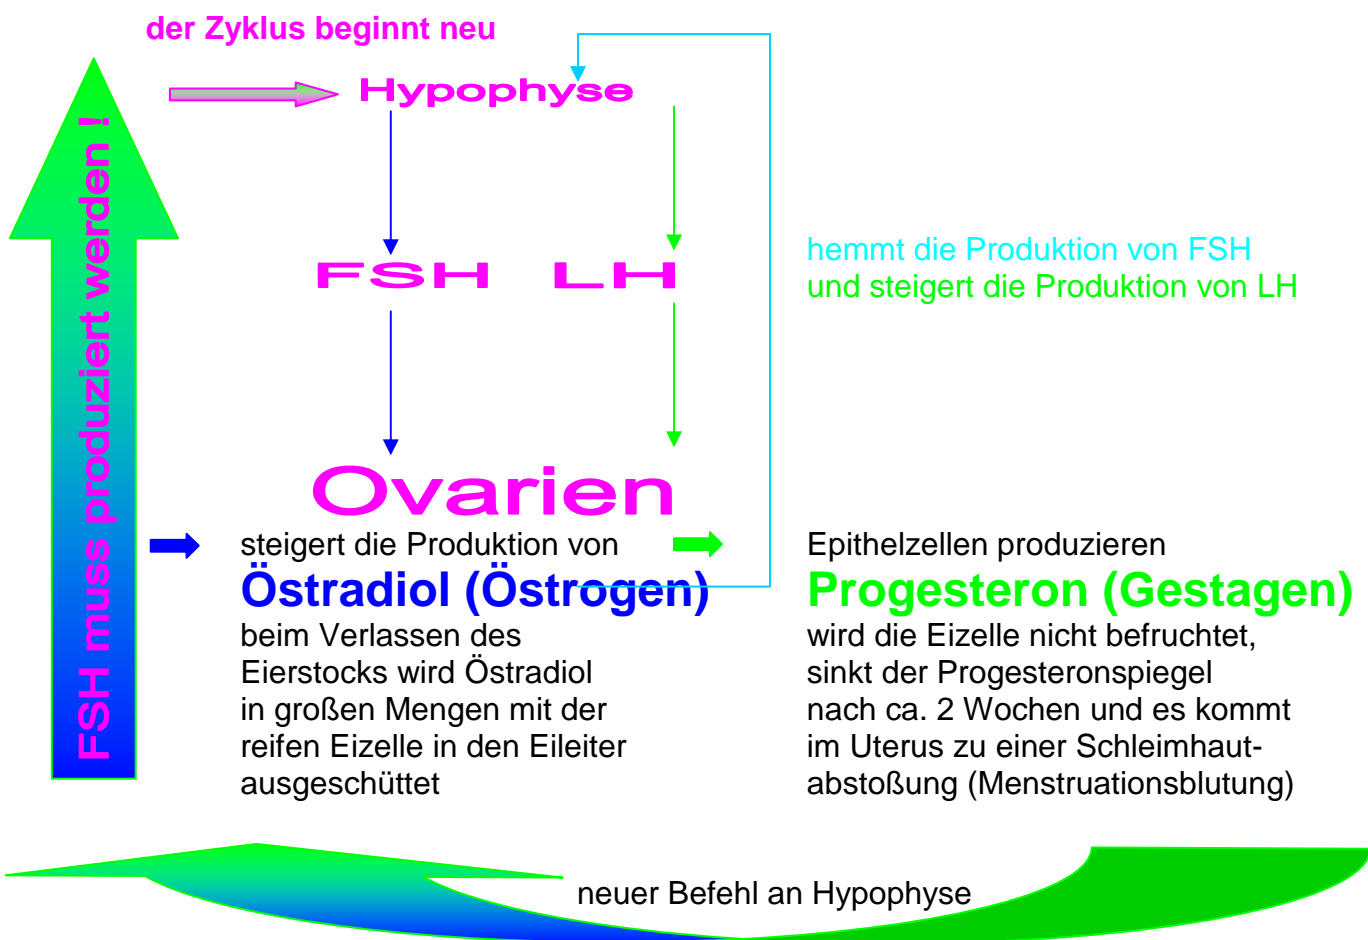 der Zyklus beginnt neu
Hypophyse
FSH muss produziert werden !
FSH LH
hemmt die Produktion von FSH
und steigert die Produktion von LH
Ovarien
steigert die Produktion von
Östradiol (Östrogen)
beim Verlassen des
Eierstocks wird Östradiol
in großen Mengen mit der
reifen Eizelle in den Eileiter
ausgeschüttet
Epithelzellen produzieren
Progesteron (Gestagen)
wird die Eizelle nicht befruchtet,
sinkt der Progesteronspiegel
nach ca. 2 Wochen und es kommt
im Uterus zu einer Schleimhaut-
abstoßung (Menstruationsblutung)
neuer Befehl an Hypophyse